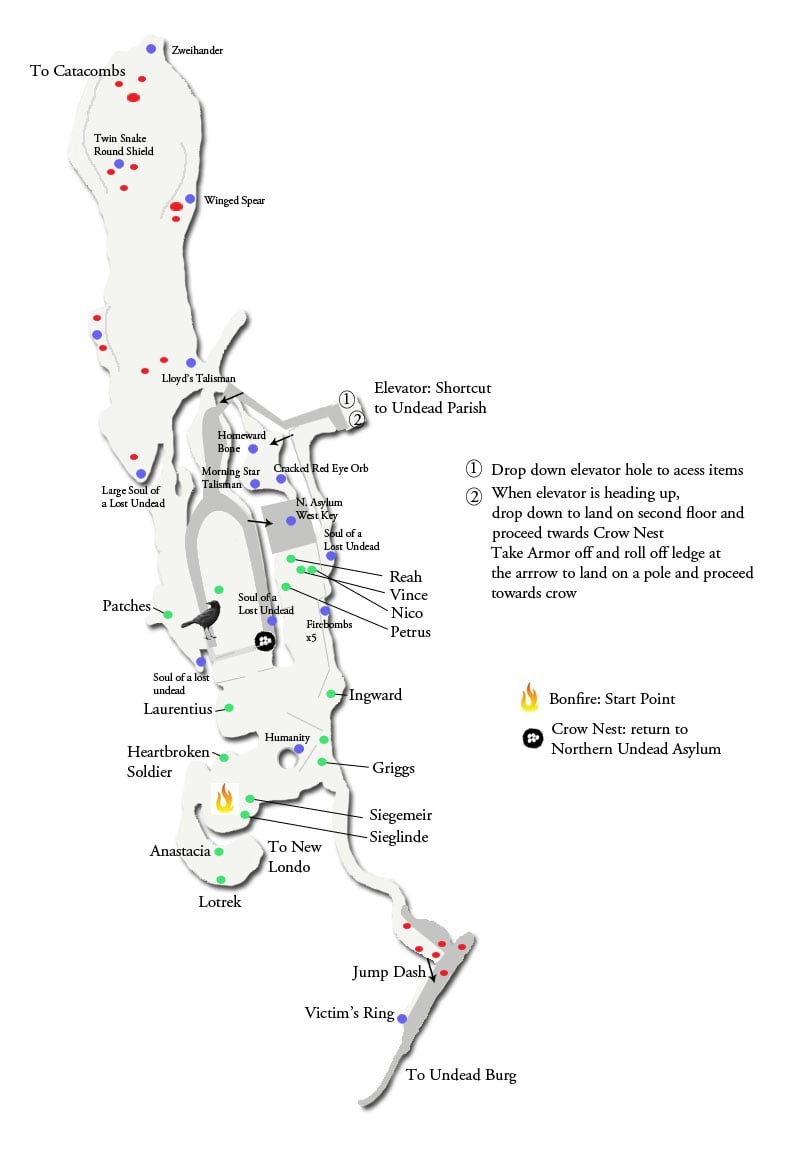 Zweihander
To Catacombs
Twin Snake
Round Shield
Winged Spear
Lloyd's Talisman
Elevator: Shortcut
to Undead Parish
1
2
Homeward
Bone
Morning Star
Talisman
Cracked Red Eye Orb
Large Soul of
a Lost Undead
N. Asylum
West Key
Soul of a
Lost Undead
1 Drop down elevator hole to acess items
2 When elevator is heading up,
drop down to land on second floor and
proceed twards Crow Nest
Take Armor off and roll off ledge at
the arrrow to land on a pole and proceed
towards crow
Reah
Vince
Nico
Petrus
Patches
Soul of a
Lost Undead
Firebombs
x5
Soul of a lost
undead
Ingward
Laurentius
Bonfire: Start Point
Crow Nest: return to
Northern Undead Asylum
Humanity
Heartbroken
Soldier
Griggs
Siegemeir
Sieglinde
Anastacia
To New
Londo
Lotrek
Jump Dash
Victim's Ring
To Undead Burg